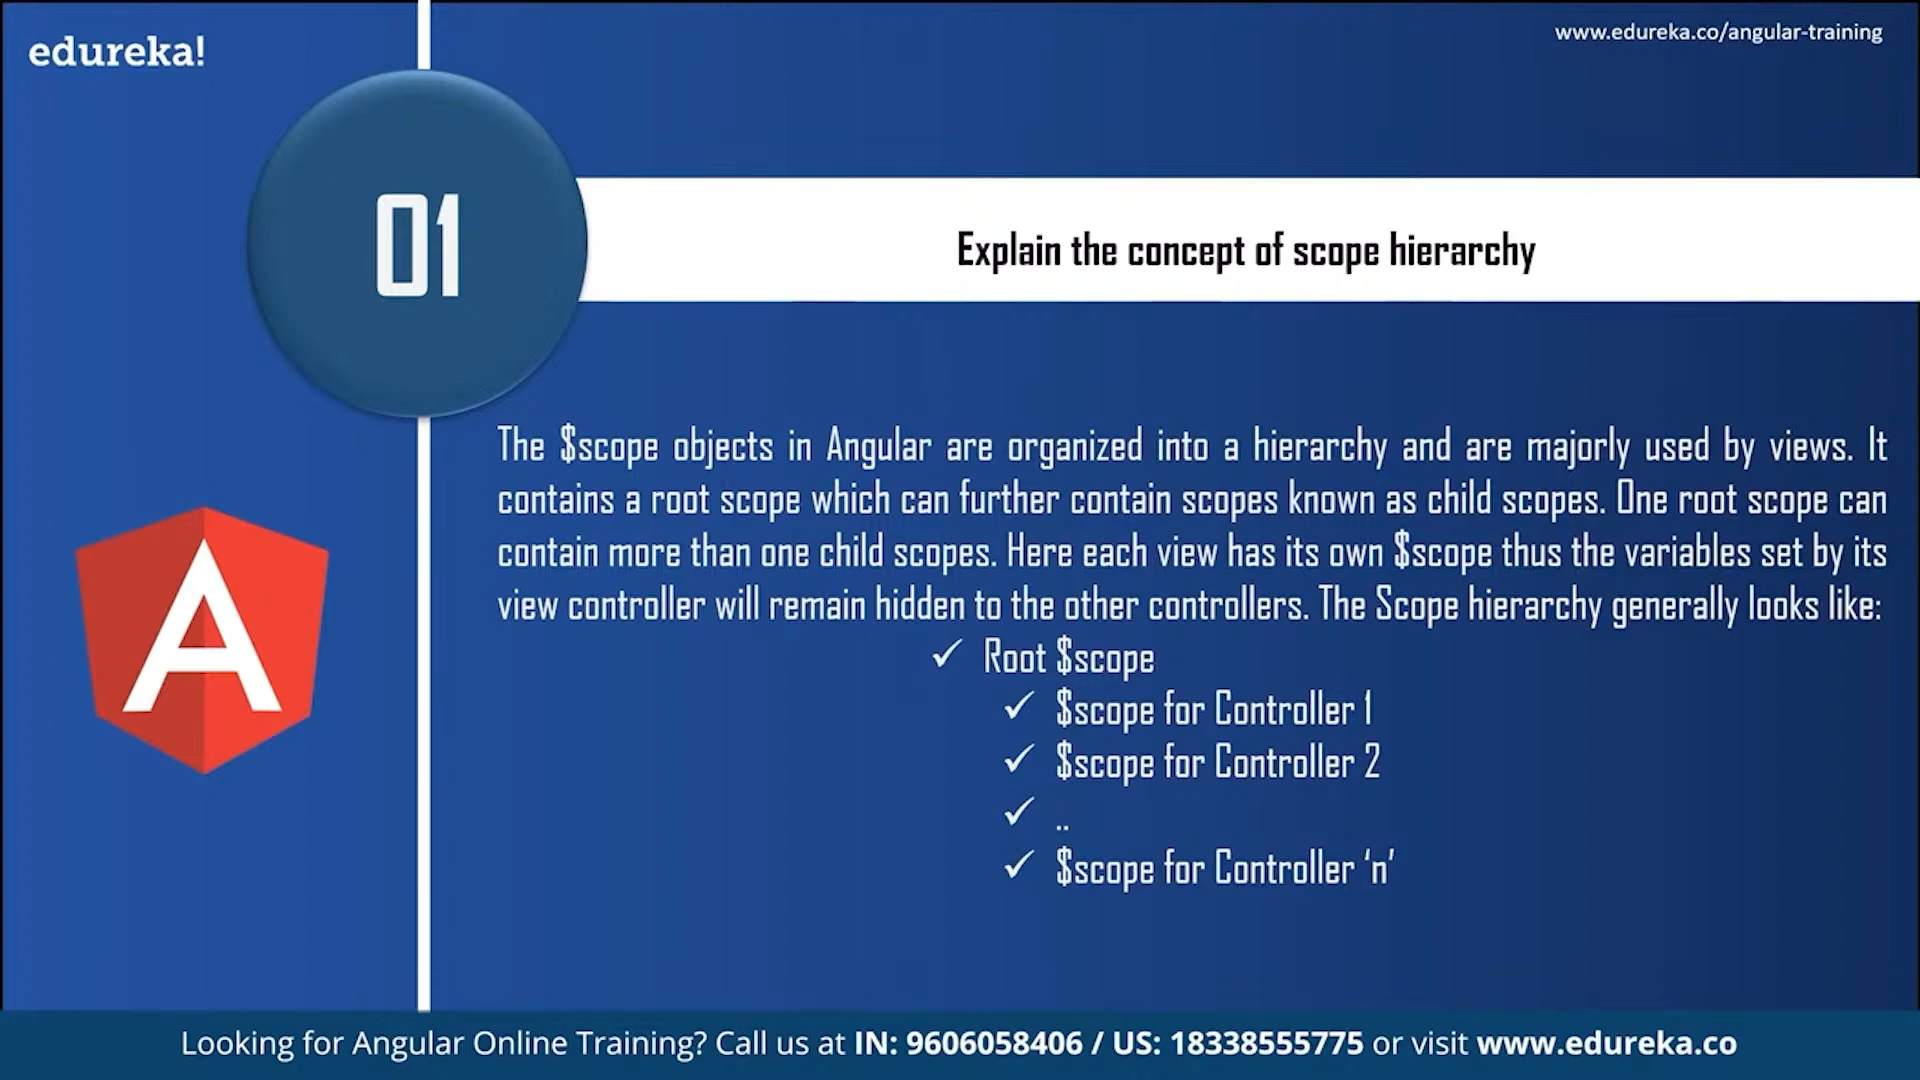 edureka!
www.edureka.co/angular-training
01
Explain the concept of scope hierarchy
The $scope objects in Angular are organized into a hierarchy and are majorly used by views. It
contains a root scope which can further contain scopes known as child scopes. One root scope can
contain more than one child scopes. Here each view has its own $scope thus the variables set by its
view controller will remain hidden to the other controllers. The Scope hierarchy generally looks like:
✓ Root $scope
✓ $scope for Controller 1
✓ $scope for Controller 2
✓ ..
✓ $scope for Controller ‘n’
A
Looking for Angular Online Training? Call us at IN: 9606058406 / US: 18338555775 or visit www.edureka.co